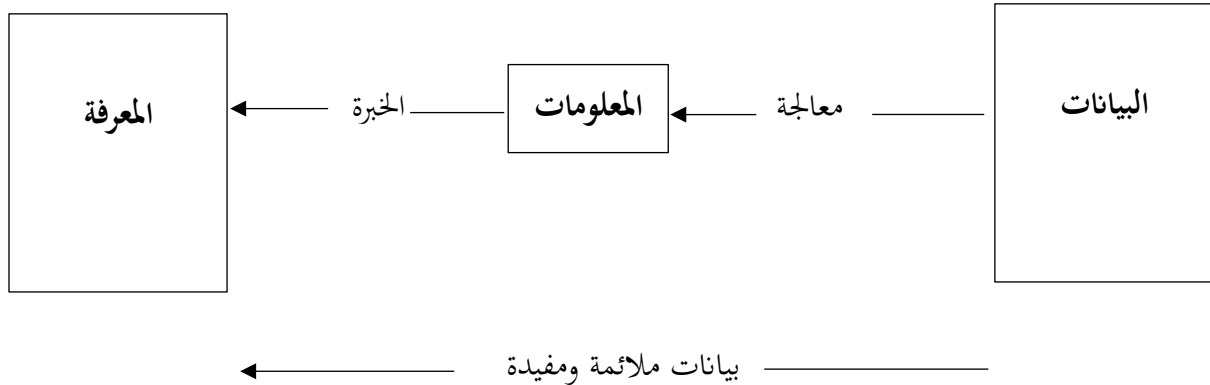 البيانات
معالجة
المعلومات
الخبرة
المعرفة
بيانات ملائمة ومفيدة